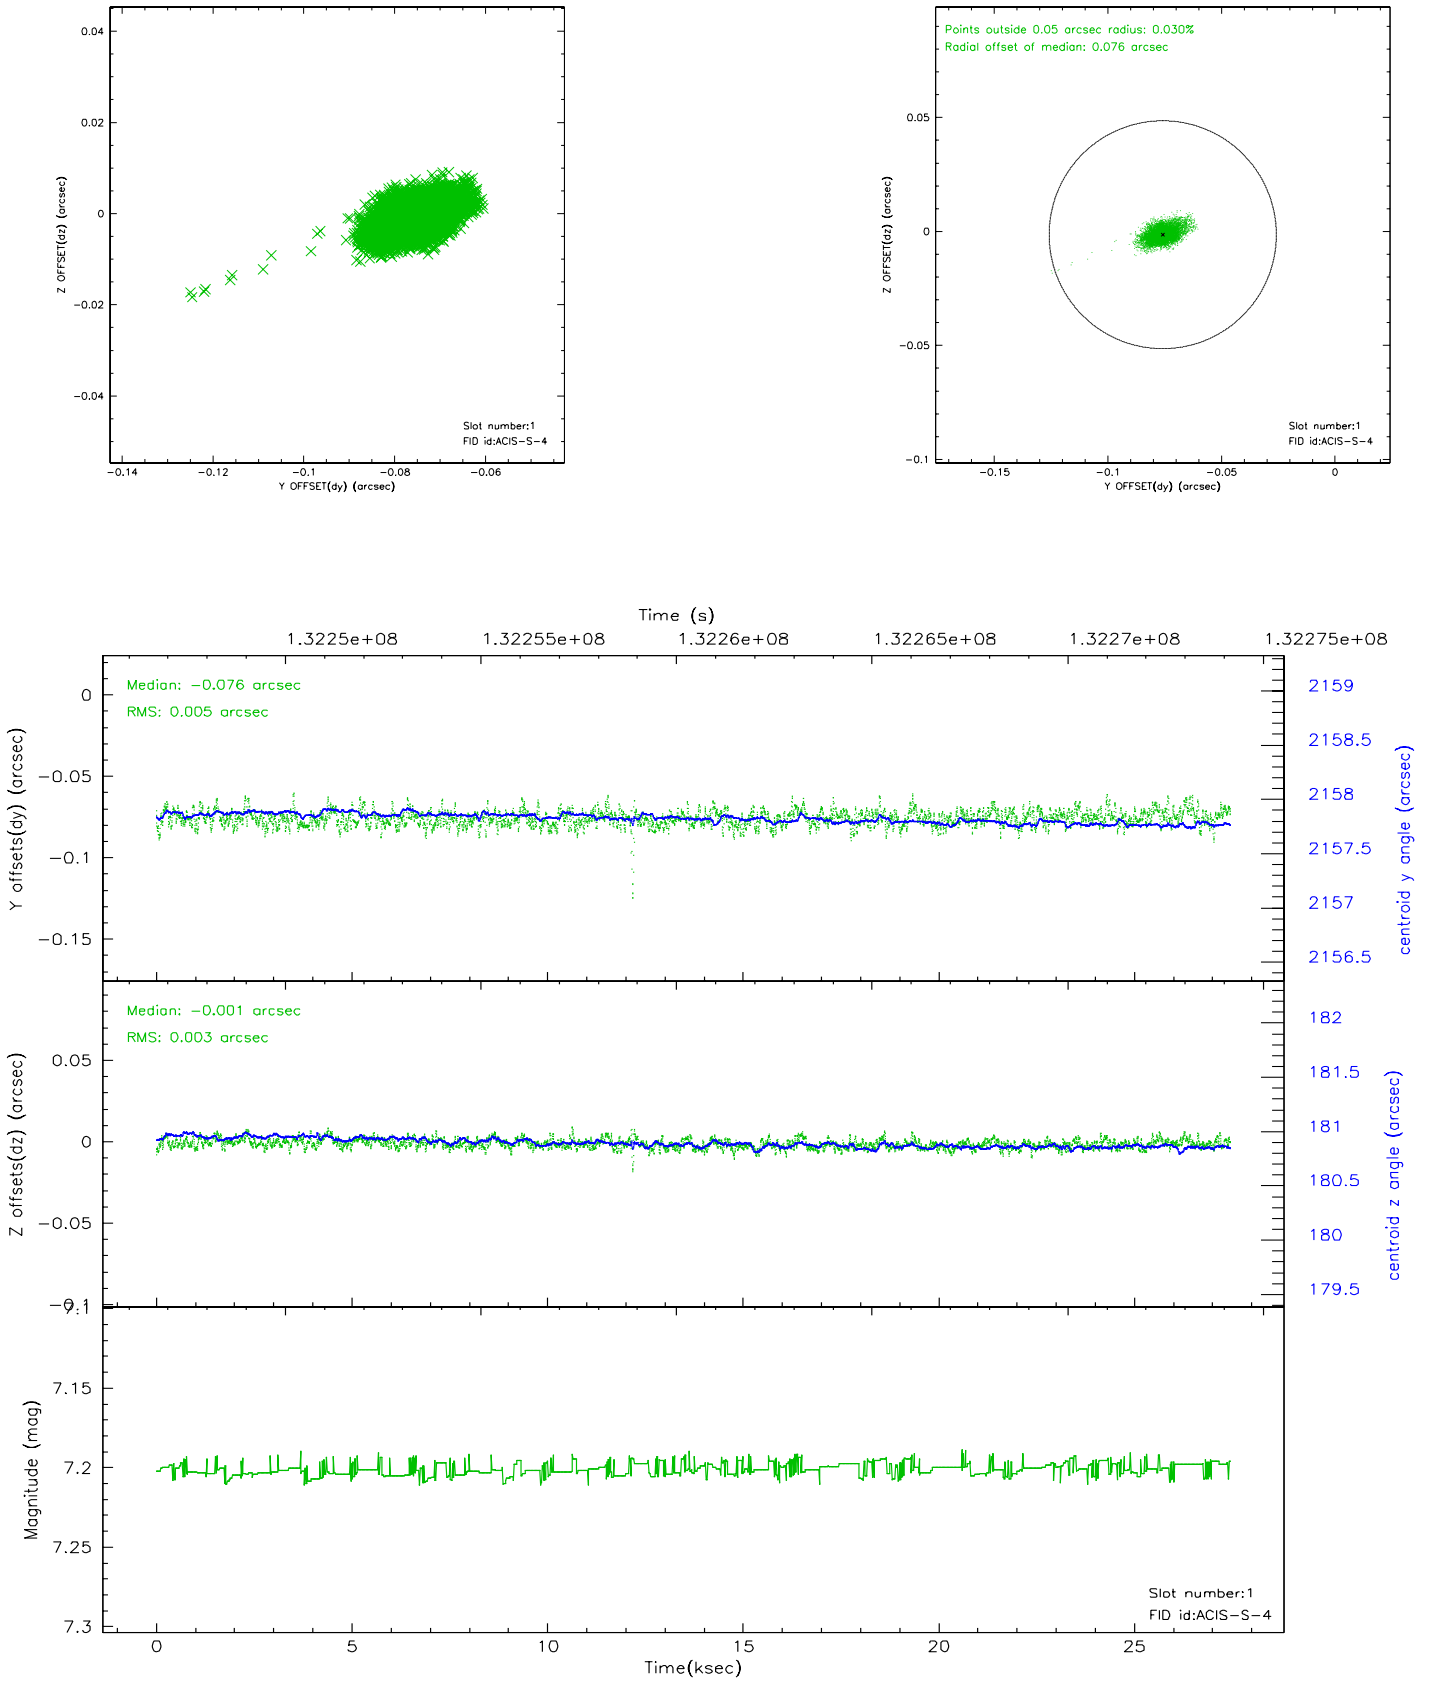 0.04
0.02
0
−0.02
−0.04
Z OFFSET(dz) (arcsec)
Slot number:1
FID id:ACIS−S−4
−0.14
−0.12
−0.1
−0.08
−0.06
Y OFFSET(dy) (arcsec)
Points outside 0.05 arcsec radius: 0.030%
Radial offset of median: 0.076 arcsec
0.05
0
−0.05
−0.1
Z OFFSET(dz) (arcsec)
Slot number:1
FID id:ACIS−S−4
−0.15
−0.1
−0.05
0
Y OFFSET(dy) (arcsec)
Time (s)
1.3225e+08
1.32255e+08
1.3226e+08
1.32265e+08
1.3227e+08
1.32275e+08
Median: −0.076 arcsec
RMS: 0.005 arcsec
0
−0.05
−0.1
−0.15
Y offsets(dy) (arcsec)
2159
2158.5
2158
2157.5
2157
2156.5
centroid y angle (arcsec)
Median: −0.001 arcsec
RMS: 0.003 arcsec
0.05
0
−0.05
−0.1
Z offsets(dz) (arcsec)
182
181.5
181
180.5
180
179.5
centroid z angle (arcsec)
7.1
7.15
7.2
7.25
7.3
Magnitude (mag)
Slot number:1
FID id:ACIS−S−4
0
5
10
15
20
25
Time(ksec)